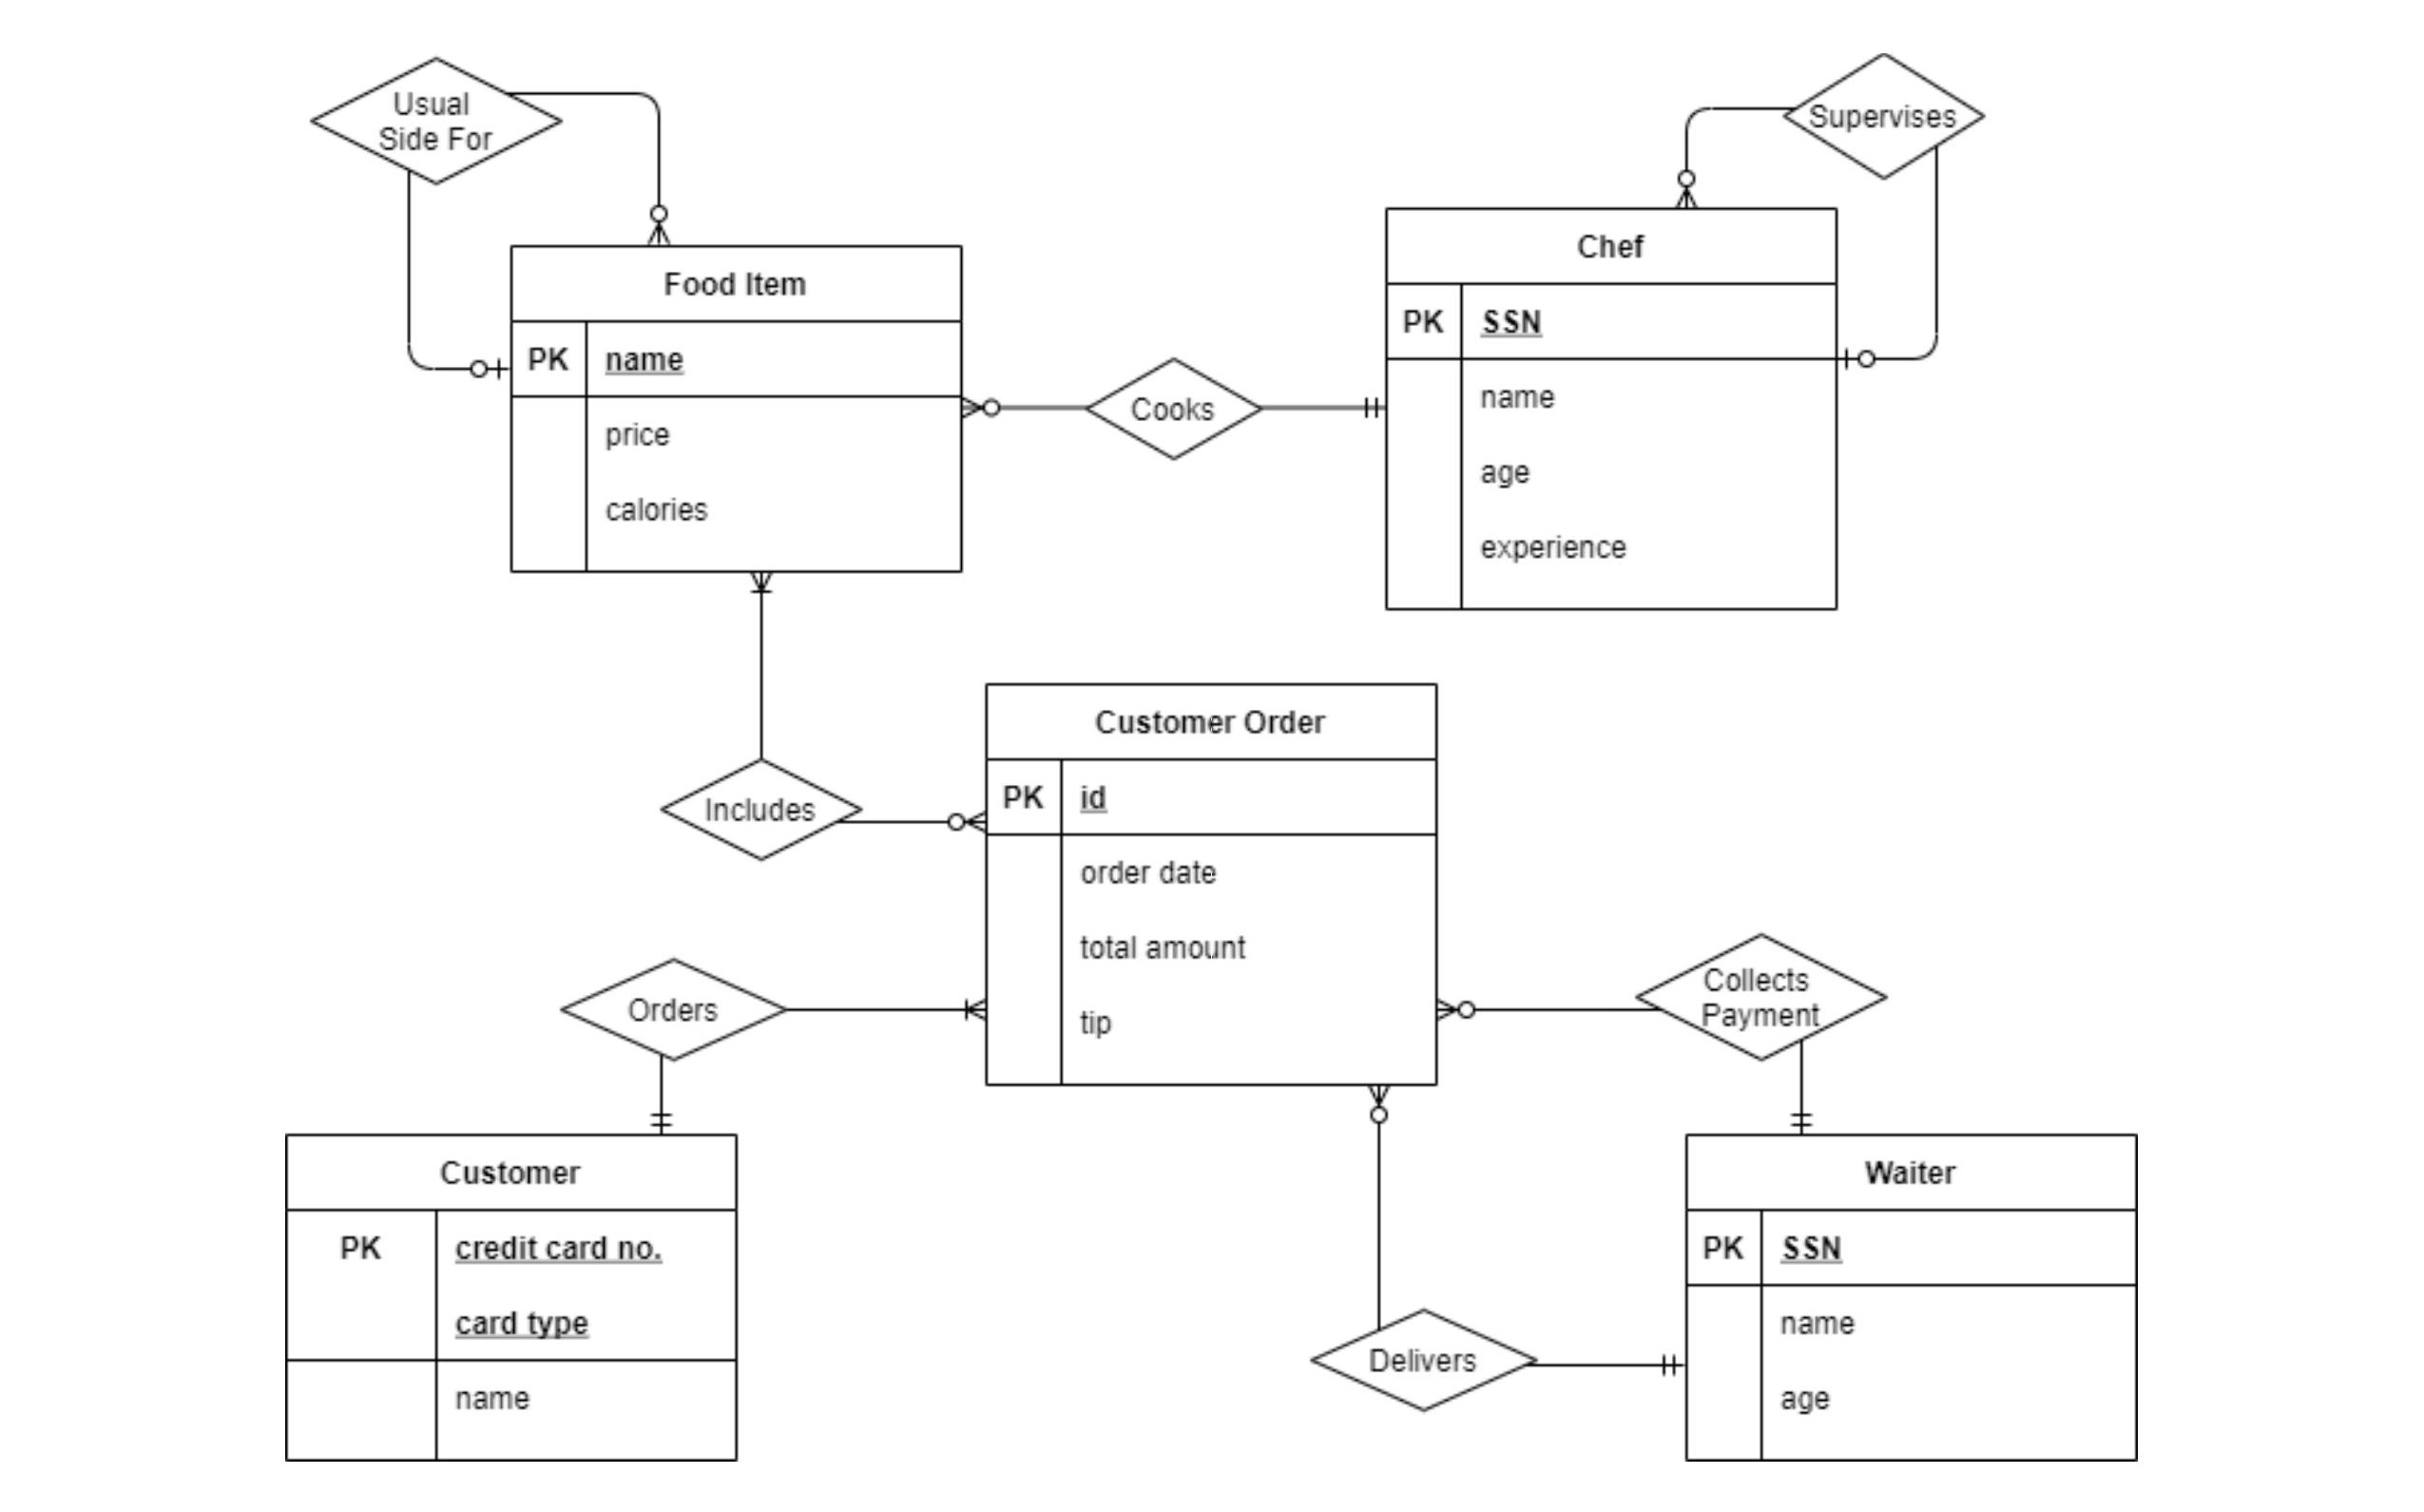 Usual
Side For
Supervises
Food Item
PK name
price
calories
Cooks
Chef
PK SSN
name
age
experience
Includes
Customer Order
PK id
order date
total amount
tip
Orders
Collects
Payment
Customer
PK credit card no.
card type
name
Delivers
Waiter
PK SSN
name
age